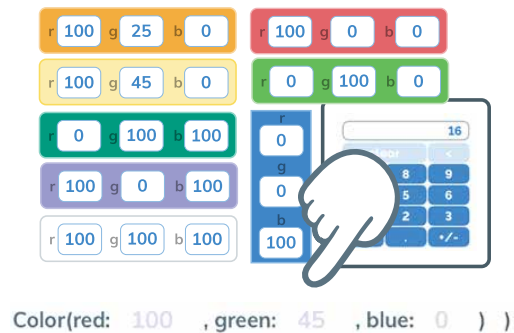 r 100 g 25 b 0
r 100 g 0 b 0
r 100 g 45 b 0
r 0 g 100 b 0
r 0 g 100 b 100
r 100 g 0 b 100
r 100 g 100 b 100
r
0
g
0
b
100
16
<
8 9
5 6
2 3
. +/-
Color(red: 100 , green: 45 , blue: 0 ) )